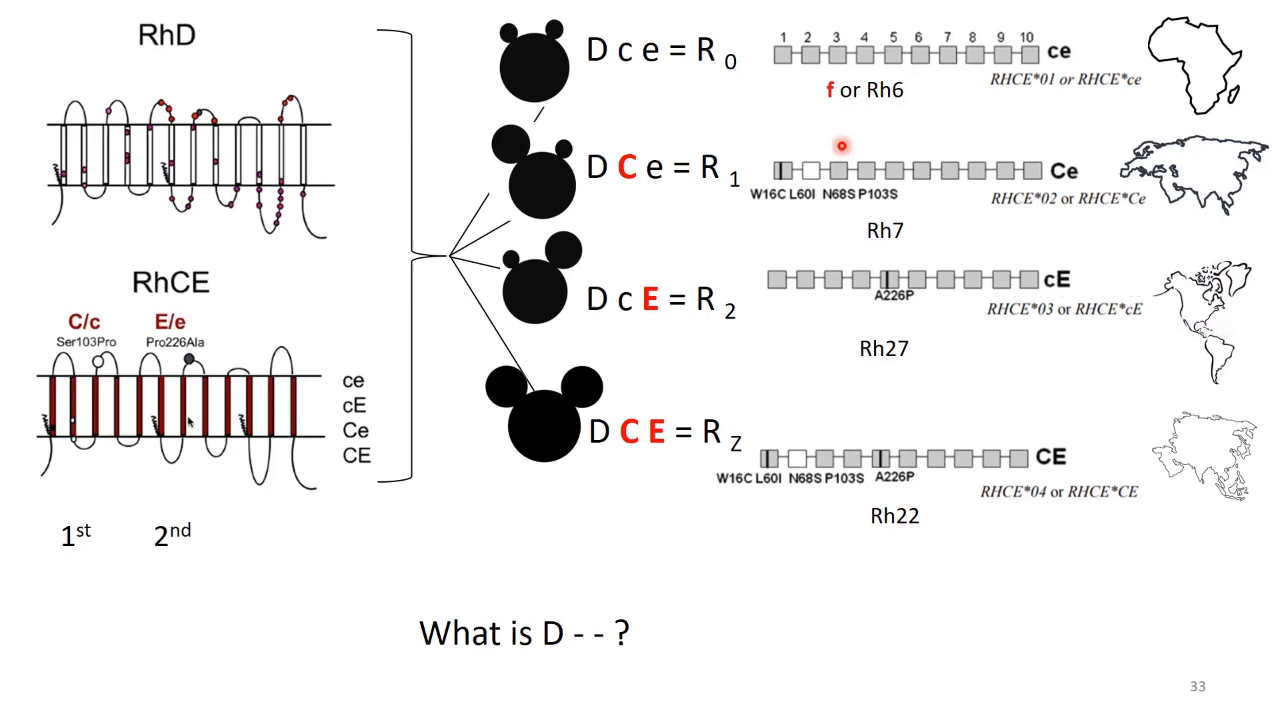 RhD
RhCE
C/c E/e
Ser103Pro Pro226Ala
ce
cE
Ce
CE
1st 2nd
D c e = R 0
1 2 3 4 5 6 7 8 9 10
ce
RHCE*01 or RHCE*ce
f or Rh6
D C e = R 1
Ce
W16C L60I N68S P103S
RHCE*02 or RHCE*Ce
Rh7
D c E = R 2
cE
A226P
RHCE*03 or RHCE*cE
Rh27
D C E = R Z
CE
W16C L60I N68S P103S A226P
RHCE*04 or RHCE*CE
Rh22
What is D - - ?
33